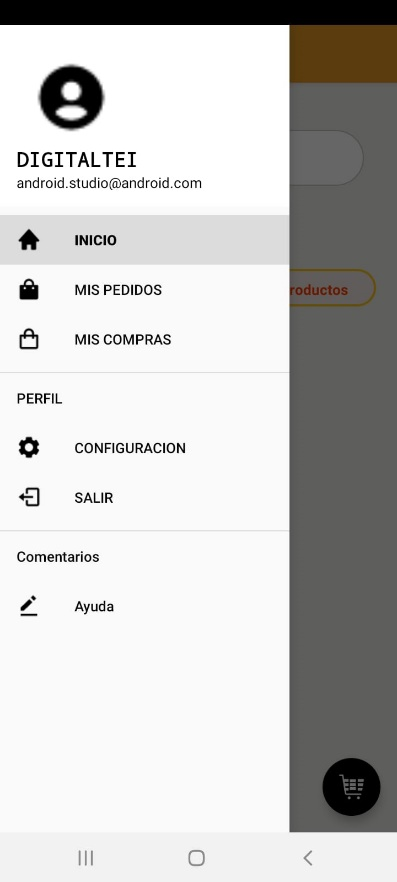 DIGITALTEI
android.studio@android.com
INICIO
MIS PEDIDOS
roductos
MIS COMPRAS
PERFIL
CONFIGURACION
SALIR
Comentarios
Ayuda